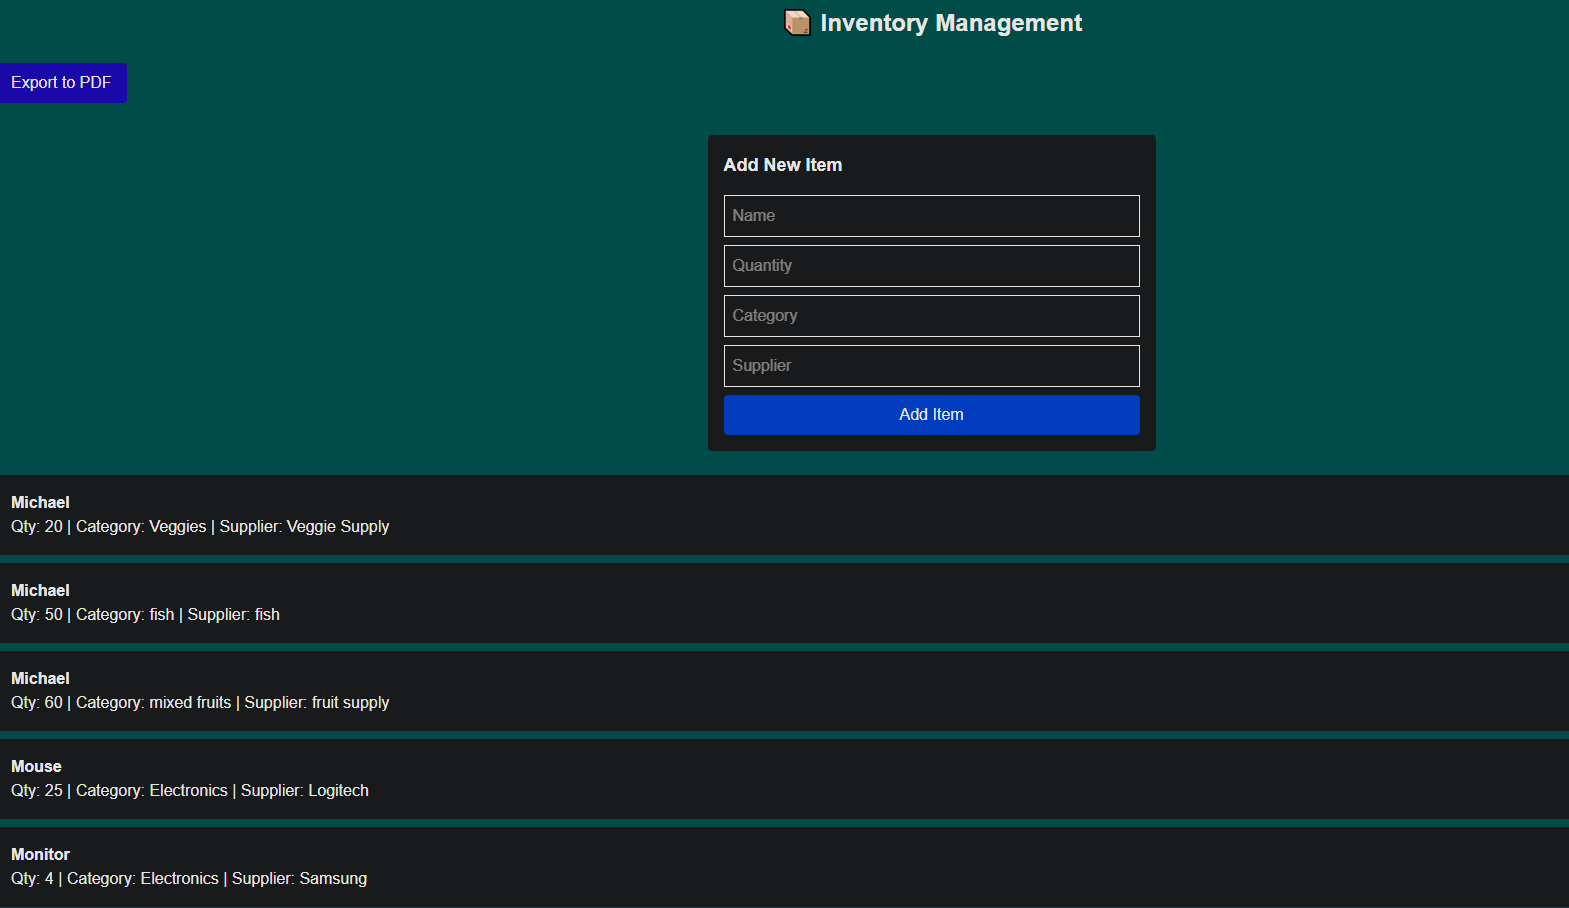 Inventory Management
Export to PDF
Add New Item
Name
Quantity
Category
Supplier
Add Item
Michael
Qty: 20 | Category: Veggies | Supplier: Veggie Supply
Michael
Qty: 50 | Category: fish | Supplier: fish
Michael
Qty: 60 | Category: mixed fruits | Supplier: fruit supply
Mouse
Qty: 25 | Category: Electronics | Supplier: Logitech
Monitor
Qty: 4 | Category: Electronics | Supplier: Samsung